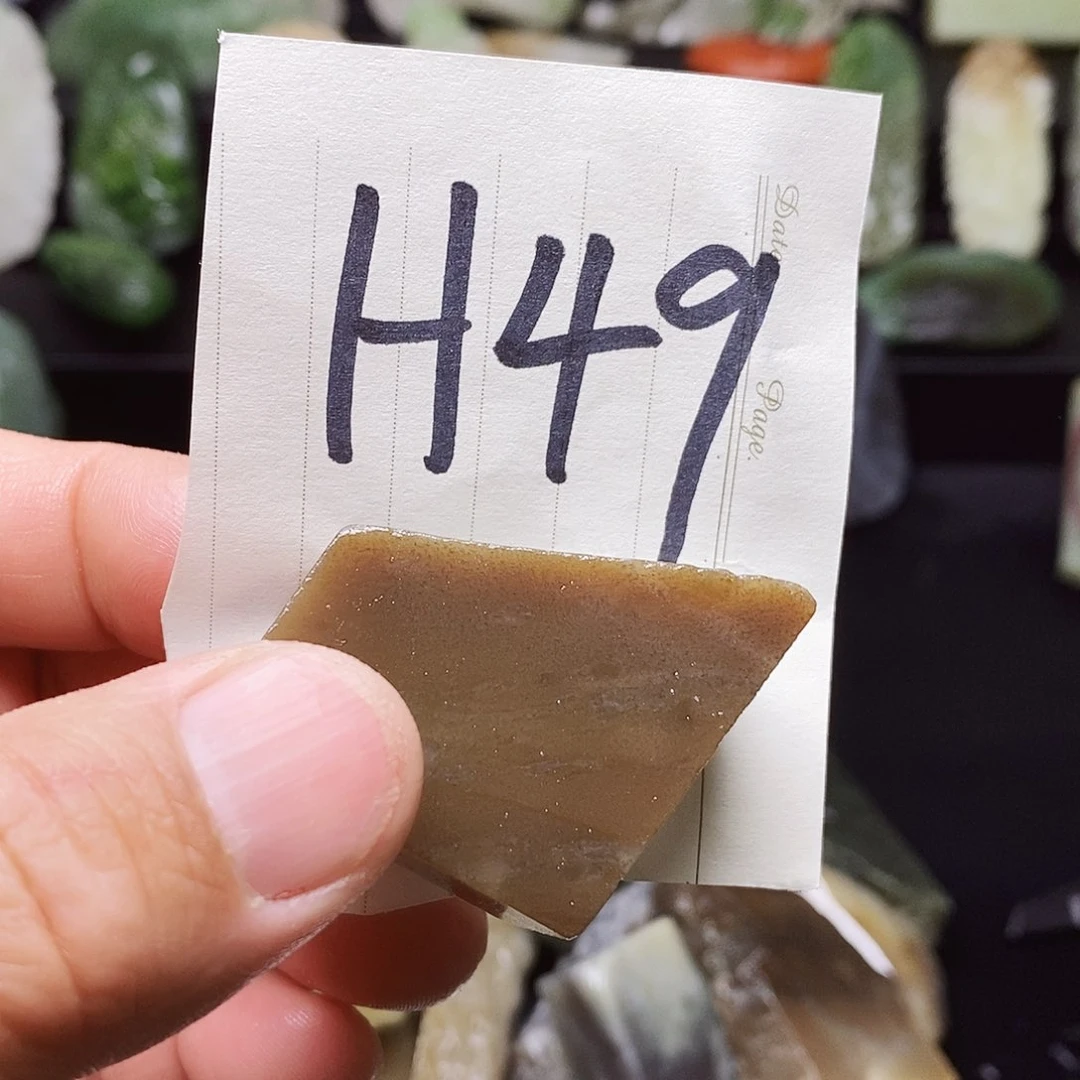 H49
Date.
Page.